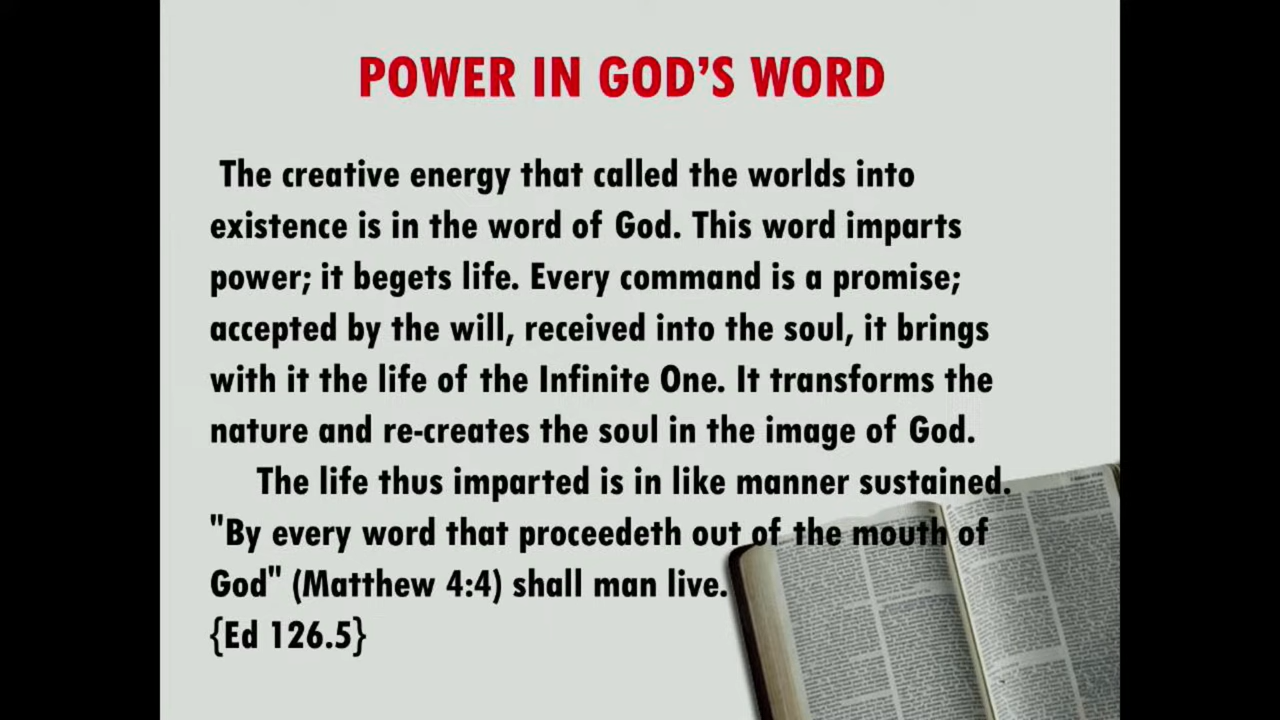 POWER IN GOD’S WORD
The creative energy that called the worlds into
existence is in the word of God. This word imparts
power; it begets life. Every command is a promise;
accepted by the will, received into the soul, it brings
with it the life of the Infinite One. It transforms the
nature and re-creates the soul in the image of God.
The life thus imparted is in like manner sustained.
"By every word that proceedeth out of the mouth of
God" (Matthew 4:4) shall man live.
{Ed 126.5}